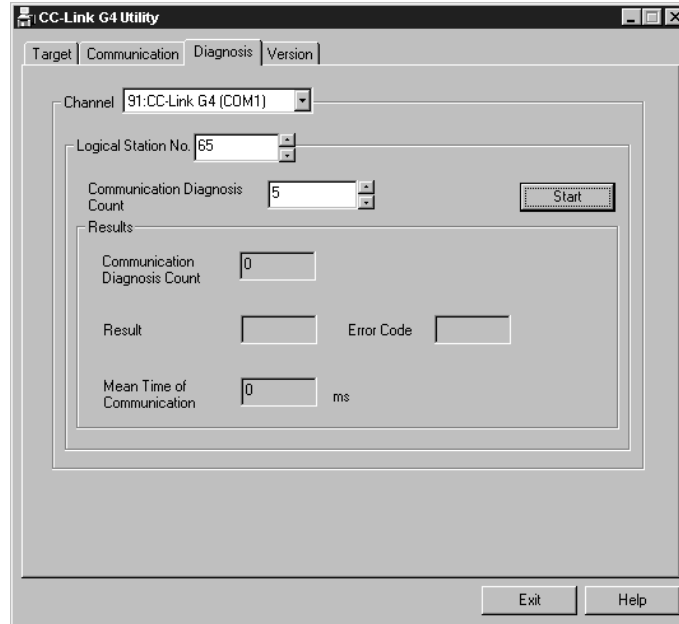 CC-Link G4 Utility
Target Communication Diagnosis Version
Channel 91:CC-Link G4 (COM1)
Logical Station No. 65
Communication Diagnosis
Count
5
Start
Results
Communication
Diagnosis Count
0
Result
Error Code
Mean Time of
Communication
0
ms
Exit Help